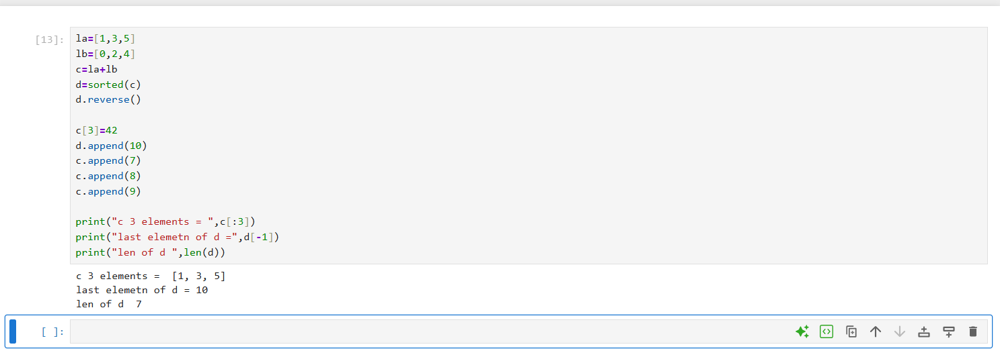 [13]: la=[1,3,5]
lb=[0,2,4]
c=la+lb
d=sorted(c)
d.reverse()
c[3]=42
d.append(10)
c.append(7)
c.append(8)
c.append(9)
print("c 3 elements = ",c[:3])
print("last elemetn of d =",d[-1])
print("len of d ",len(d))
c 3 elements =  [1, 3, 5]
last elemetn of d = 10
len of d  7
[ ]: